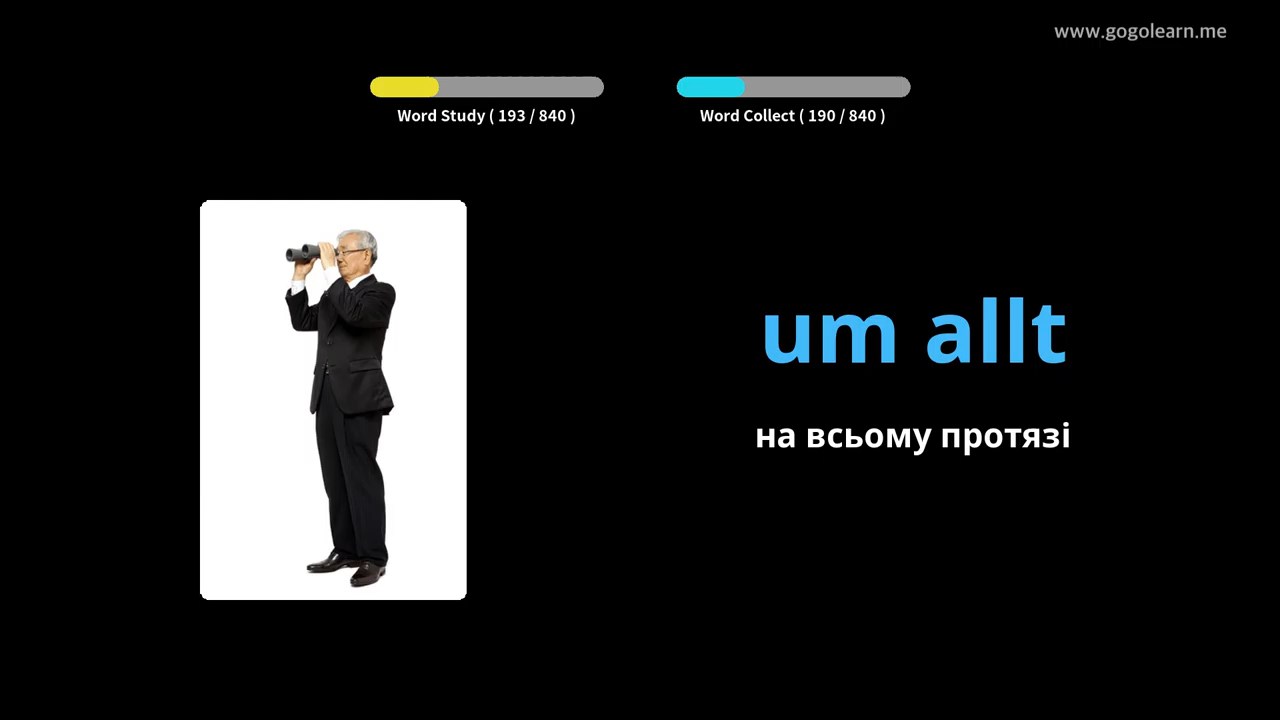 www.gogolearn.me
Word Study ( 193 / 840 )
Word Collect ( 190 / 840 )
um allt
на всьому протязі